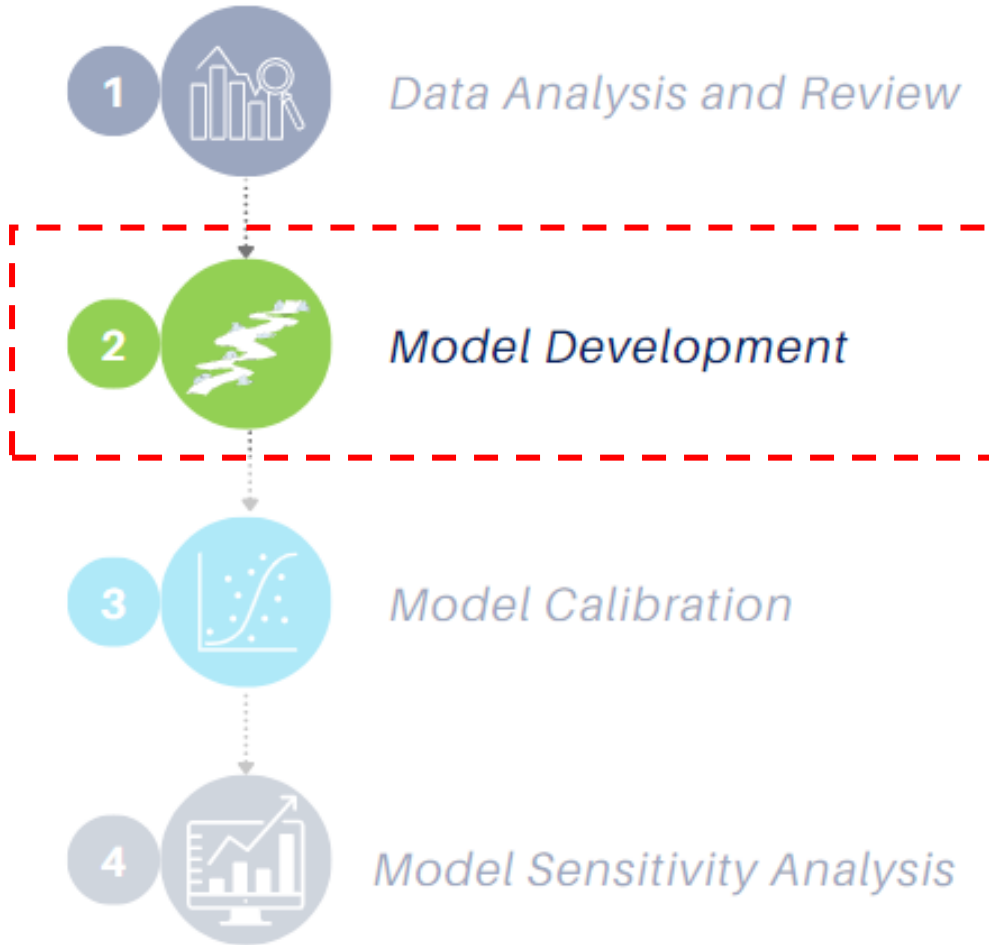 1
Data Analysis and Review
2
Model Development
3
Model Calibration
4
Model Sensitivity Analysis